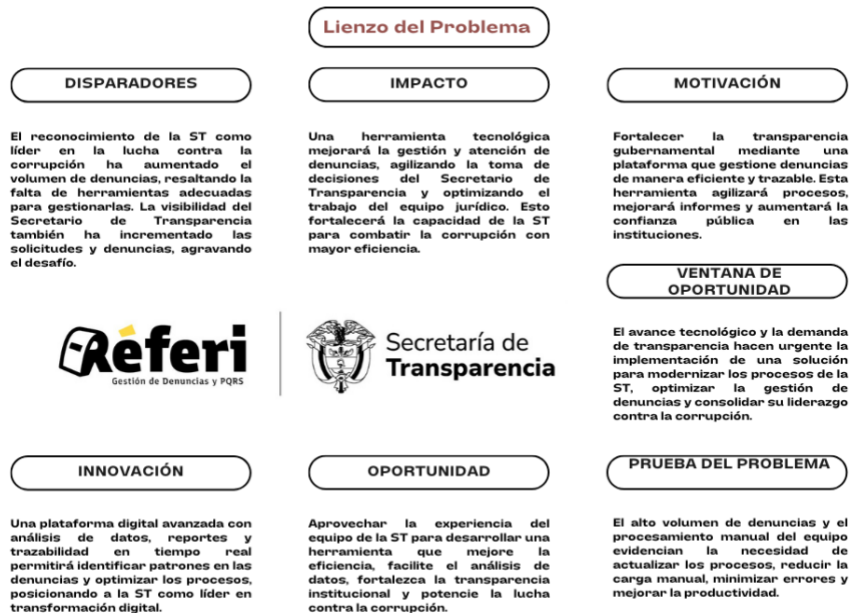 Lienzo del Problema
DISPARADORES
El reconocimiento de la ST como
líder en la lucha contra la
corrupción ha aumentado el
volumen de denuncias, resaltando la
falta de herramientas adecuadas
para gestionarlas. La visibilidad del
Secretario de Transparencia
también ha incrementado las
solicitudes y denuncias, agravando
el desafío.
IMPACTO
Una herramienta tecnológica
mejorará la gestión y atención de
denuncias, agilizando la toma de
decisiones del Secretario de
Transparencia y optimizando el
trabajo del equipo jurídico. Esto
fortalecerá la capacidad de la ST
para combatir la corrupción con
mayor eficiencia.
MOTIVACIÓN
Fortalecer la transparencia
gubernamental mediante una
plataforma que gestione denuncias
de manera eficiente y trazable. Esta
herramienta agilizará procesos,
mejorará informes y aumentará la
confianza pública en las
instituciones.
VENTANA DE
OPORTUNIDAD
El avance tecnológico y la demanda
de transparencia hacen urgente la
implementación de una solución
para modernizar los procesos de la
ST, optimizar la gestión de
denuncias y consolidar su liderazgo
contra la corrupción.
Réferi
Gestión de Denuncias y PQRS
Secretaría de
Transparencia
INNOVACIÓN
Una plataforma digital avanzada con
análisis de datos, reportes y
trazabilidad en tiempo real
permitirá identificar patrones en las
denuncias y optimizar los procesos,
posicionando a la ST como líder en
transformación digital.
OPORTUNIDAD
Aprovechar la experiencia del
equipo de la ST para desarrollar una
herramienta que mejore la
eficiencia, facilite el análisis de
datos, fortalezca la transparencia
institucional y potencie la lucha
contra la corrupción.
PRUEBA DEL PROBLEMA
El alto volumen de denuncias y el
procesamiento manual del equipo
evidencian la necesidad de
actualizar los procesos, reducir la
carga manual, minimizar errores y
mejorar la productividad.